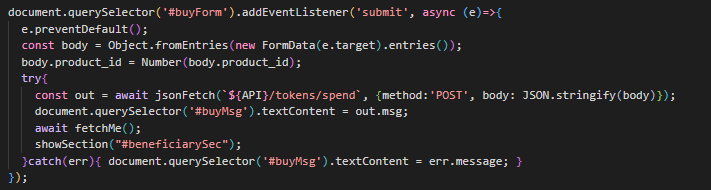 document.querySelector('#buyForm').addEventListener('submit', async (e)=>{
  e.preventDefault();
  const body = Object.fromEntries(new FormData(e.target).entries());
  body.product_id = Number(body.product_id);
  try{
    const out = await jsonFetch(`${API}/tokens/spend`, {method:'POST', body: JSON.stringify(body)});
    document.querySelector('#buyMsg').textContent = out.msg;
    await fetchMe();
    showSection("#beneficiarySec");
  }catch(err){ document.querySelector('#buyMsg').textContent = err.message; }
});